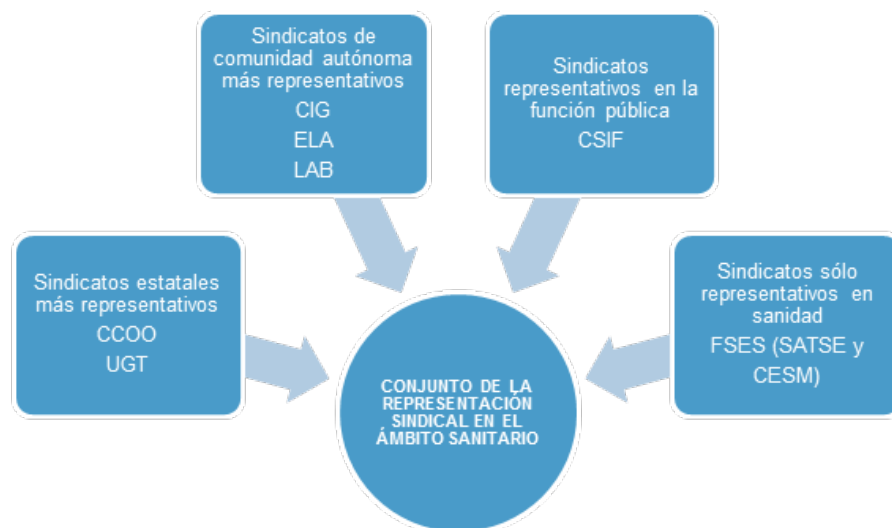 Sindicatos de
comunidad autónoma
más representativos
CIG
ELA
LAB
Sindicatos
representativos en la
función pública
CSIF
Sindicatos estatales
más representativos
CCOO
UGT
Sindicatos sólo
representativos en
sanidad
FSES (SATSE y
CESM)
CONJUNTO DE LA
REPRESENTACIÓN
SINDICAL EN EL
ÁMBITO SANITARIO